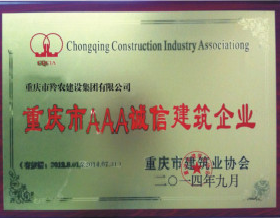 Chongqing Construction Industry Associationg
重庆市羚农建设集团有限公司
重庆市AAA诚信建筑企业
重庆市建筑业协会
二〇一四年九月